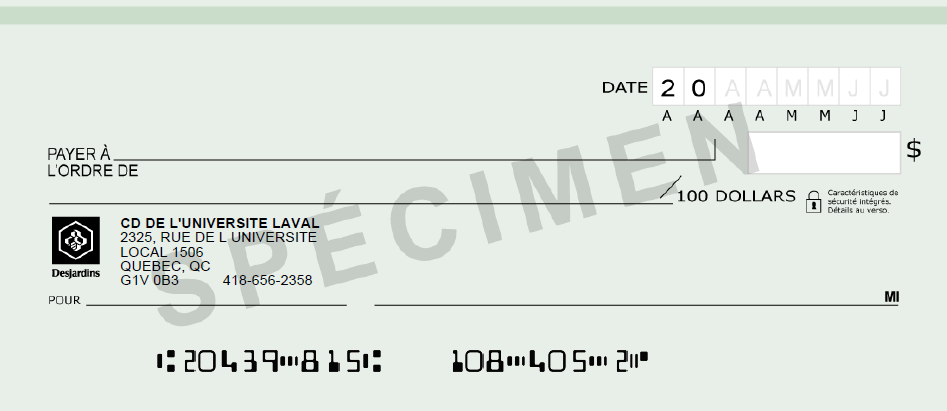 DATE 20AAMMJJ
A A A A M M J J
PAYER À
L'ORDRE DE
$
/100 DOLLARS
Caractéristiques de
sécurité intégrés.
Détails au verso.
SPÉCIMEN
CD DE L'UNIVERSITE LAVAL
2325, RUE DE L UNIVERSITE
LOCAL 1506
QUEBEC, QC
G1V 0B3 418-656-2358
Desjardins
POUR
MI
⑆20439⑉815⑆ 108⑉405⑉2⑈